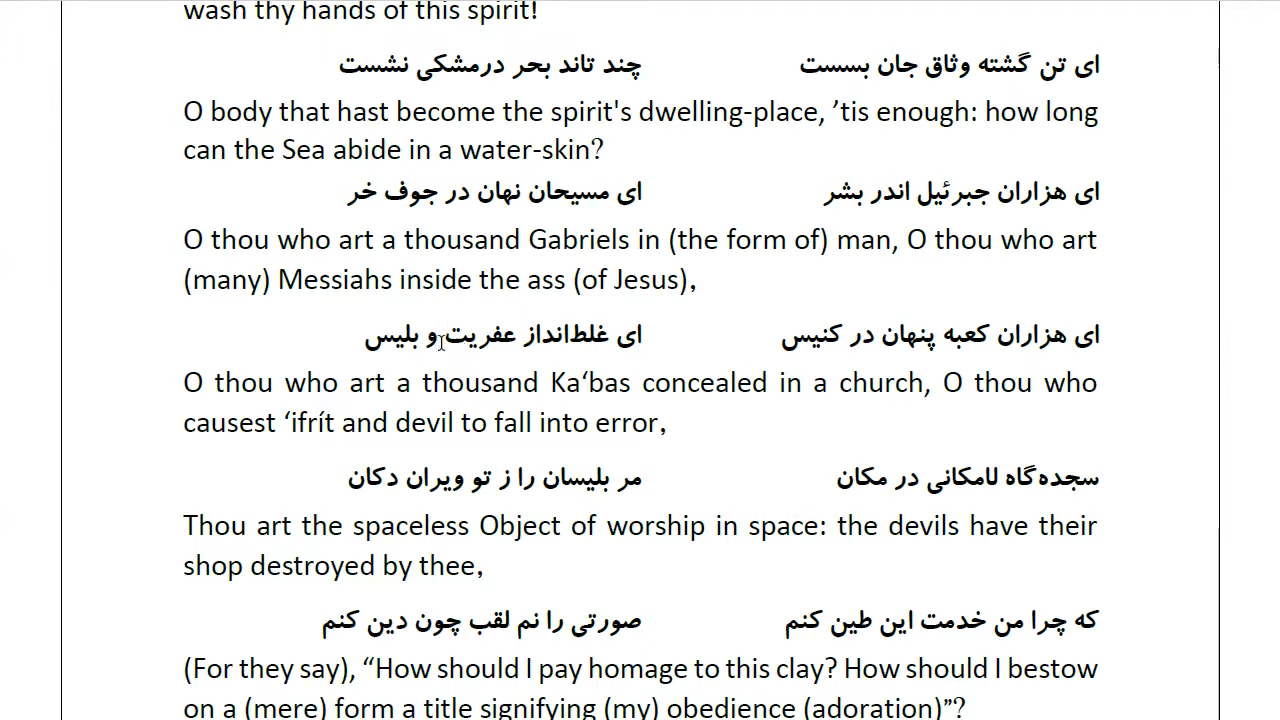 wash thy hands of this spirit!
ای تن گشته وثاق جان بسست چند تاند بحر درمشکی نشست
O body that hast become the spirit's dwelling-place, ’tis enough: how long
can the Sea abide in a water-skin?
ای هزاران جبرئیل اندر بشر ای مسیحان نهان در جوف خر
O thou who art a thousand Gabriels in (the form of) man, O thou who art
(many) Messiahs inside the ass (of Jesus),
ای هزاران کعبه پنهان در کنیس ای غلطانداز عفریت و بلیس
O thou who art a thousand Ka‘bas concealed in a church, O thou who
causest ‘ifrít and devil to fall into error,
سجده‌گاه لامکانی در مکان مر بلیسان را ز تو ویران دکان
Thou art the spaceless Object of worship in space: the devils have their
shop destroyed by thee,
که چرا من خدمت این طین کنم صورتی را نم لقب چون دین کنم
(For they say), “How should I pay homage to this clay? How should I bestow
on a (mere) form a title signifying (my) obedience (adoration)”?